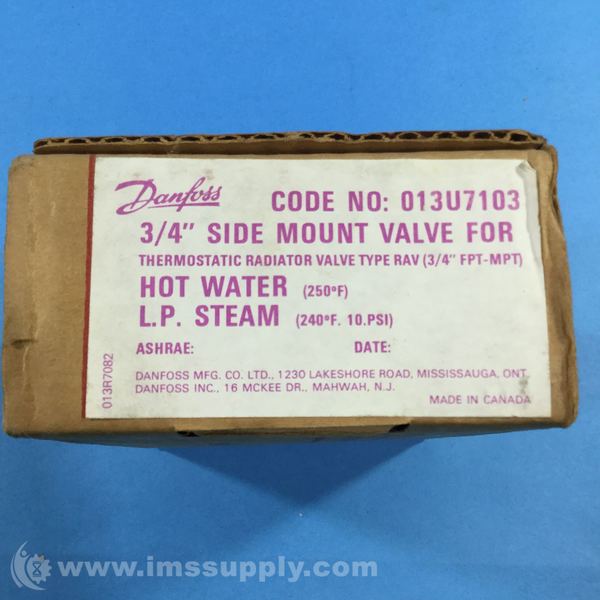 Danfoss
CODE NO: 013U7103
3/4" SIDE MOUNT VALVE FOR
THERMOSTATIC RADIATOR VALVE TYPE RAV (3/4" FPT-MPT)
HOT WATER (250ºF)
L.P. STEAM (240ºF. 10.PSI)
ASHRAE: DATE:
DANFOSS MFG. CO. LTD., 1230 LAKESHORE ROAD, MISSISSAUGA, ONT.
DANFOSS INC., 16 MCKEE DR., MAHWAH, N.J.
MADE IN CANADA
013R7082
www.imssupply.com